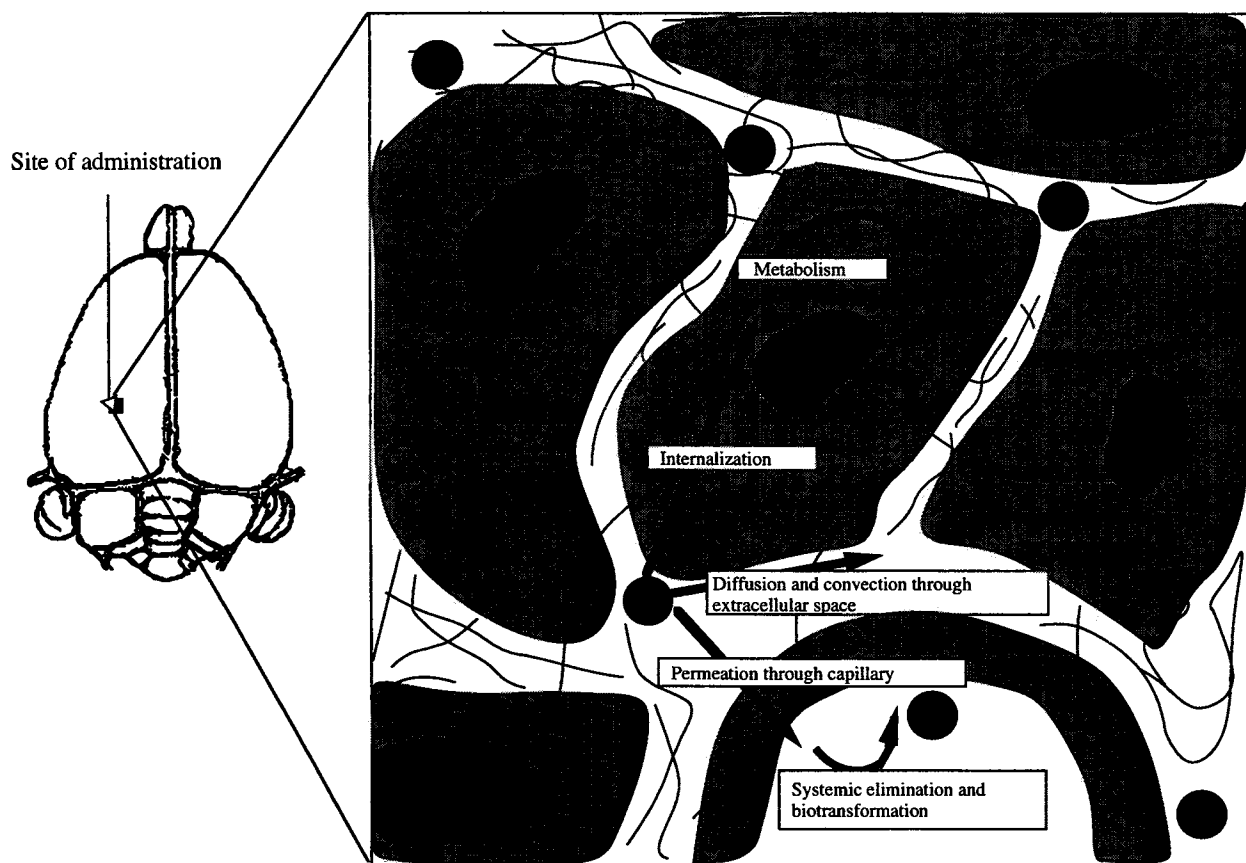 Site of administration
Metabolism
Internalization
Diffusion and convection through
extracellular space
Permeation through capillary
Systemic elimination and
biotransformation